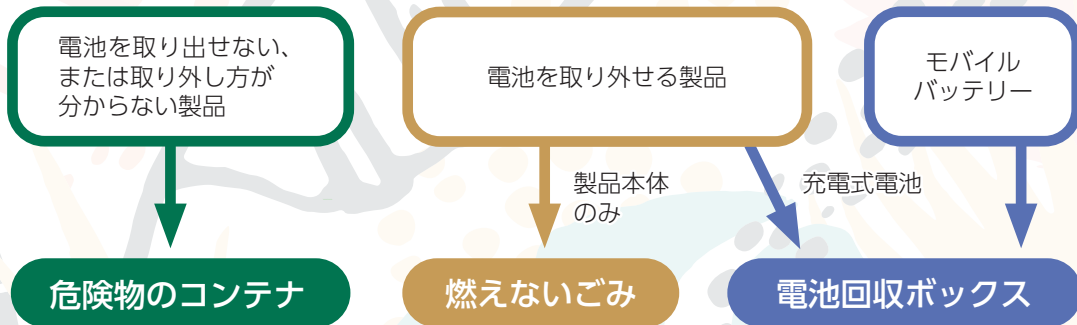 電池を取り出せない、
または取り外し方が
分からない製品
電池を取り外せる製品
モバイル
バッテリー
製品本体
のみ
充電式電池
危険物のコンテナ
燃えないごみ
電池回収ボックス